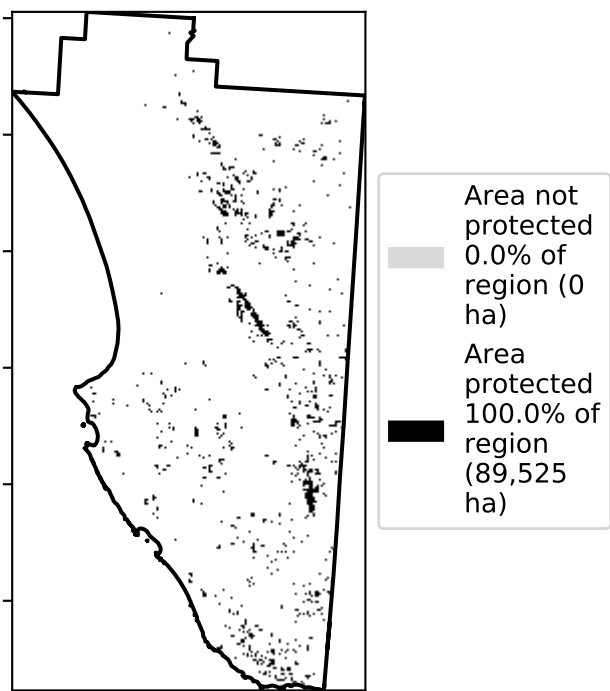 Area not
protected
0.0% of
region (0
ha)
Area
protected
100.0% of
region
(89,525
ha)